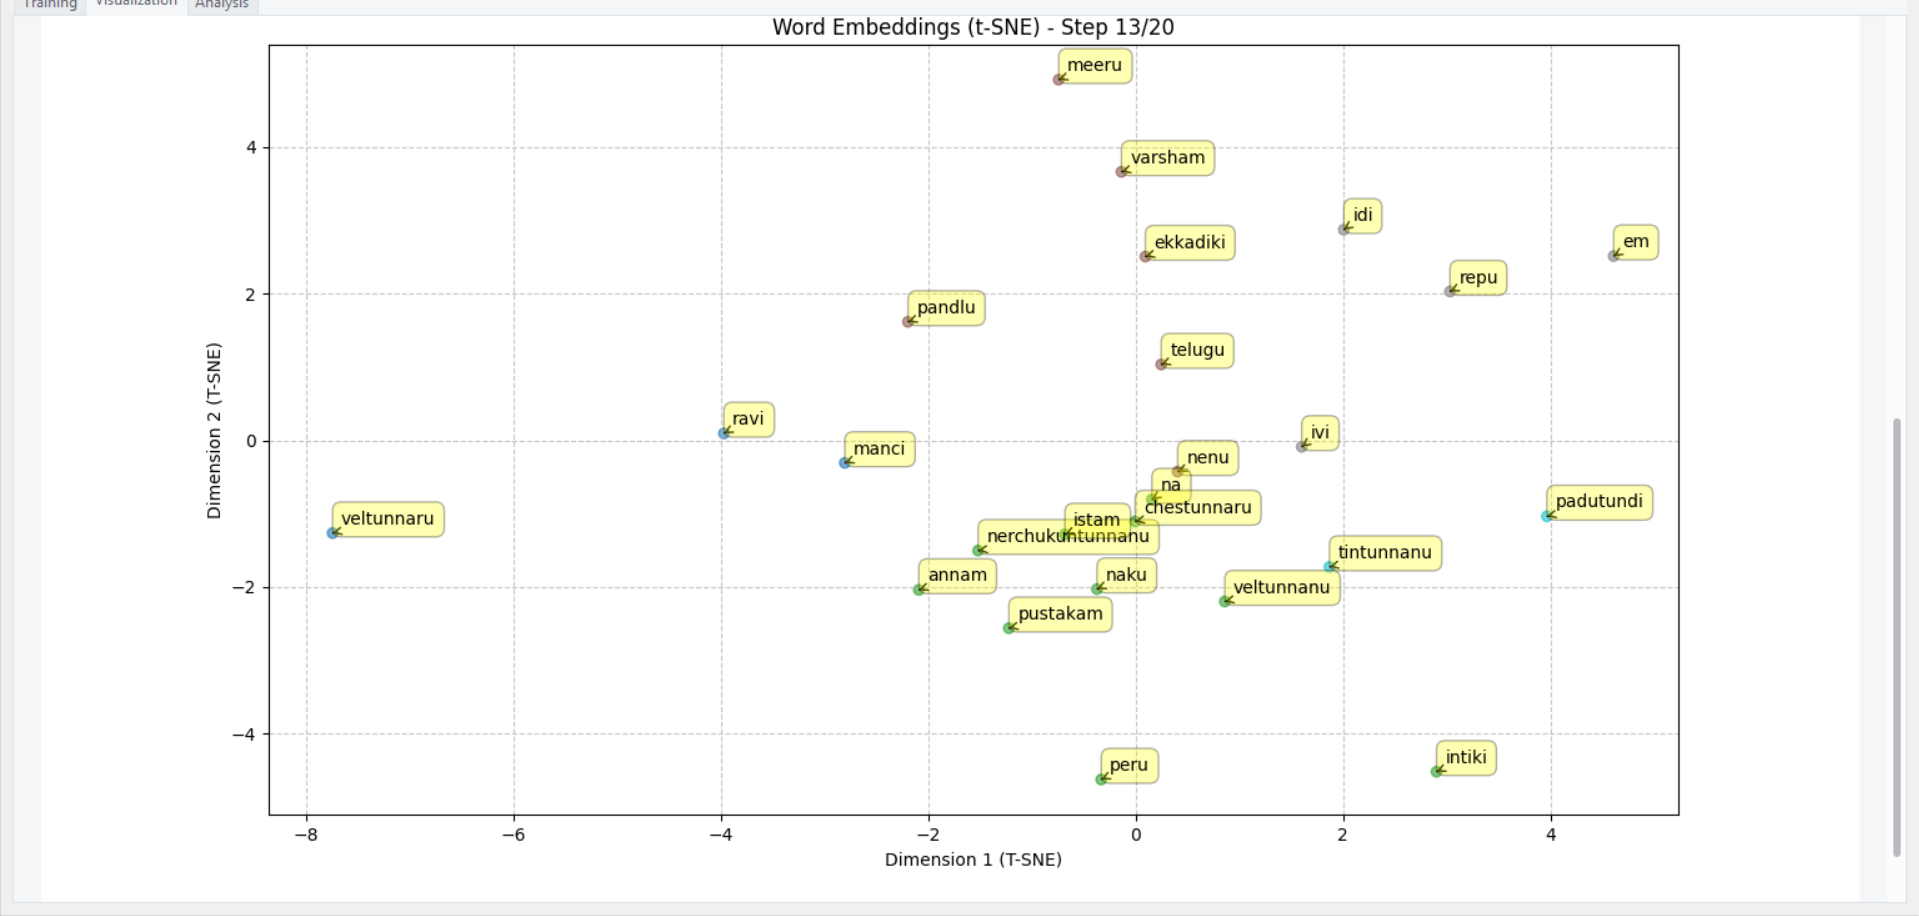 Training Visualization Analysis
Word Embeddings (t-SNE) - Step 13/20
meeru
varsham
idi
ekkadiki
em
repu
pandlu
telugu
ravi
ivi
manci
nenu
na
padutundi
chestunnaru
veltunnaru
istam
nerchukuntunnanu
tintunnanu
annam
naku
veltunnanu
pustakam
intiki
peru
4
2
0
−2
−4
Dimension 2 (T-SNE)
−8 −6 −4 −2 0 2 4
Dimension 1 (T-SNE)